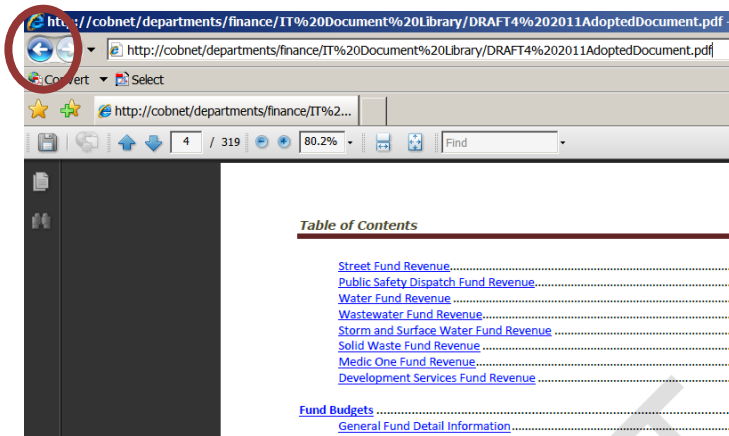 http://cobnet/departments/finance/IT%20Document%20Library/DRAFT4%202011AdoptedDocument.pdf -
http://cobnet/departments/finance/IT%20Document%20Library/DRAFT4%202011AdoptedDocument.pdf
Convert Select
http://cobnet/departments/finance/IT%2...
4 / 319 80.2% Find
Table of Contents
Street Fund Revenue
Public Safety Dispatch Fund Revenue
Water Fund Revenue
Wastewater Fund Revenue
Storm and Surface Water Fund Revenue
Solid Waste Fund Revenue
Medic One Fund Revenue
Development Services Fund Revenue
Fund Budgets
General Fund Detail Information